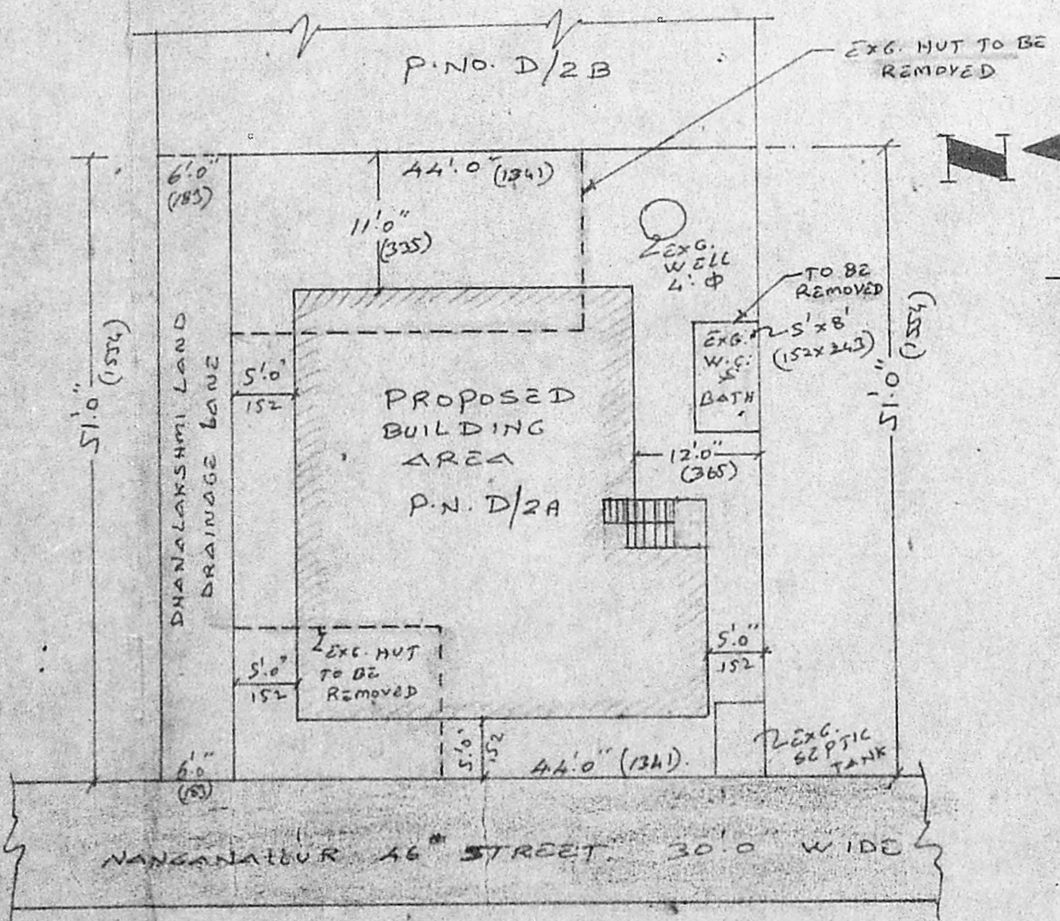 P.NO. D/2B
EXG. HUT TO BE
REMOVED
N
6'.0"
(183)
44'.0" (1341)
11'.0"
(335)
EXG.
WELL
4'. Φ
TO BE
REMOVED
51'.0" (1554)
DHANALAKSHMI LAND
DRAINAGE LANE
5'.0"
152
PROPOSED
BUILDING
AREA
P.N. D/2A
EXG.
W.C.
&
BATH
5' x 8'
(152x243)
51'.0" (1554)
12'.0"
(365)
EXG. HUT
TO BE
REMOVED
5'.0"
152
5'.0"
152
5'.0"
152
6'.0"
(183)
44'.0" (1341).
EXG.
SEPTIC
TANK
NANGANALLUR 46th STREET. 30'.0 WIDE